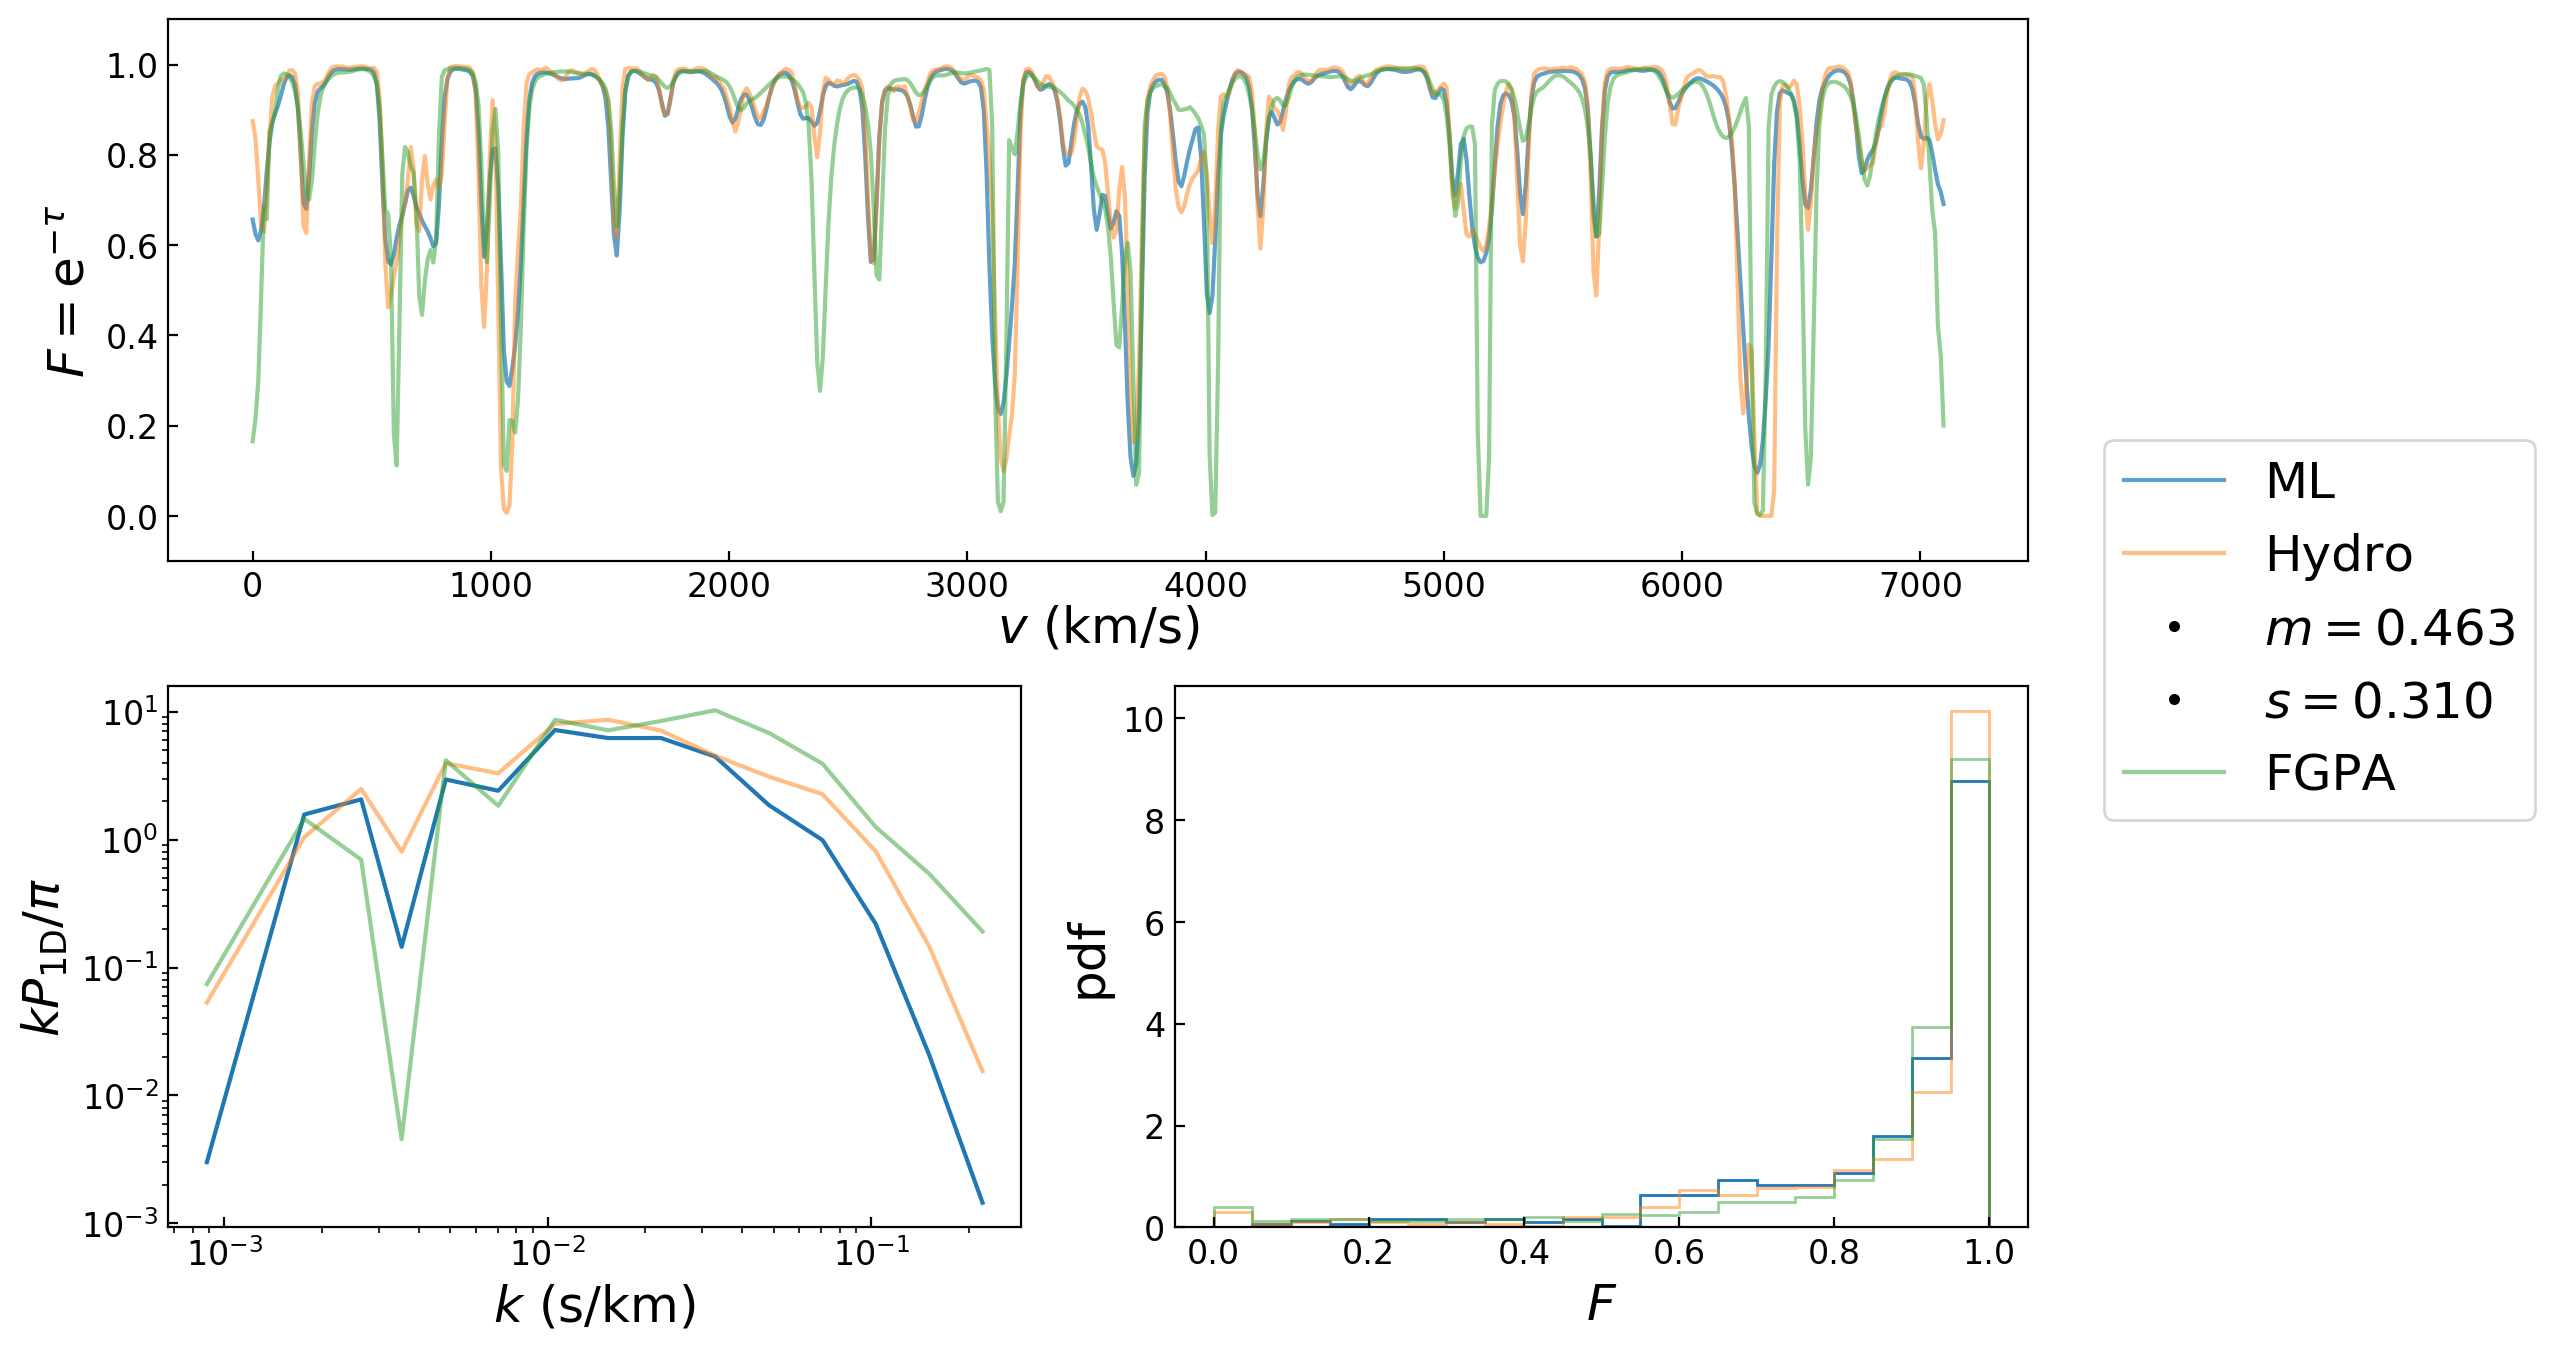 1.0
0.8
0.6
0.4
0.2
0.0
F = e^{-τ}
0 1000 2000 3000 4000 5000 6000 7000
v (km/s)
ML
Hydro
m = 0.463
s = 0.310
FGPA
10^1
10^0
10^{-1}
10^{-2}
10^{-3}
kP_{1D}/π
10^{-3} 10^{-2} 10^{-1}
k (s/km)
10
8
6
4
2
0
pdf
0.0 0.2 0.4 0.6 0.8 1.0
F